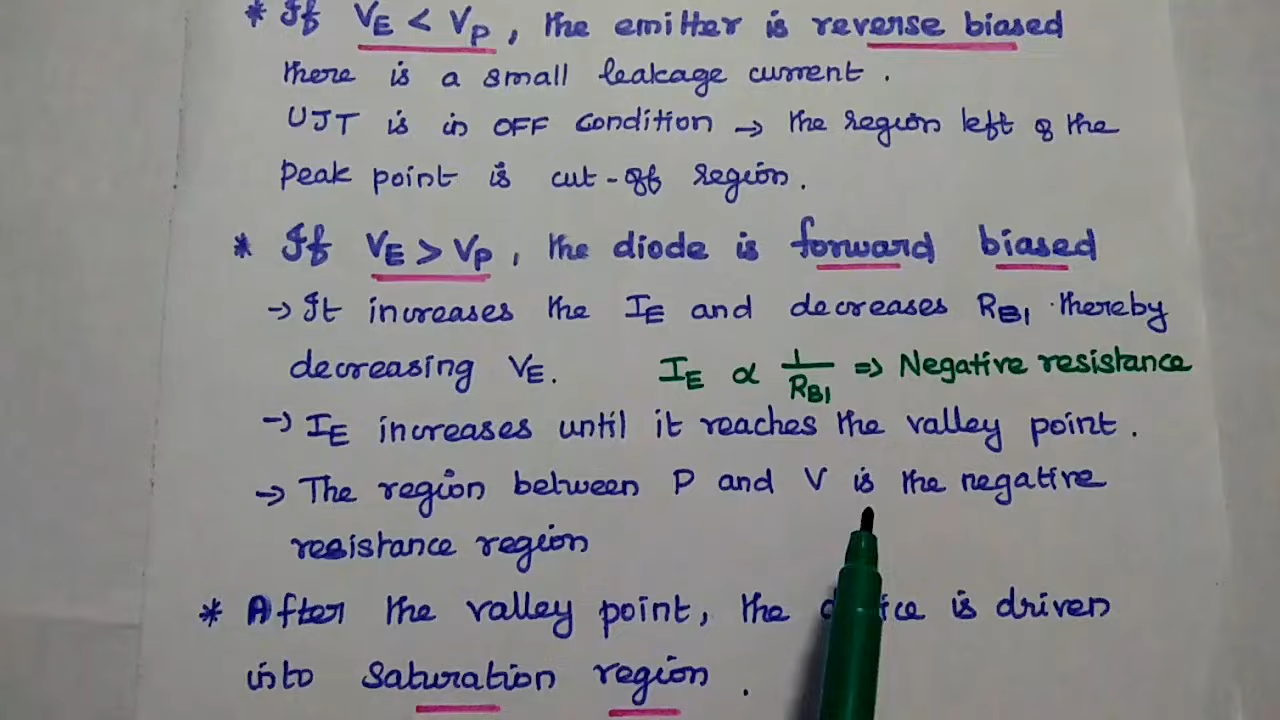 * If VE < VP, the emitter is reverse biased
there is a small leakage current.
UJT is in OFF condition → the region left of the
peak point is cut-off region.
* If VE > VP, the diode is forward biased
→ It increases the IE and decreases RB1 thereby
decreasing VE. IE ∝ 1/RB1 => Negative resistance
→ IE increases until it reaches the valley point.
→ The region between P and V is the negative
resistance region
* After the valley point, the is driven
into saturation region.